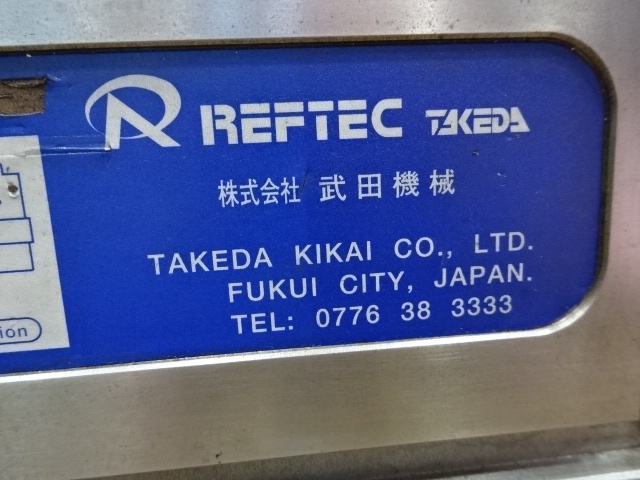 REFTEC TAKEDA
株式会社 武田機械
TAKEDA KIKAI CO., LTD.
FUKUI CITY, JAPAN.
TEL: 0776 38 3333